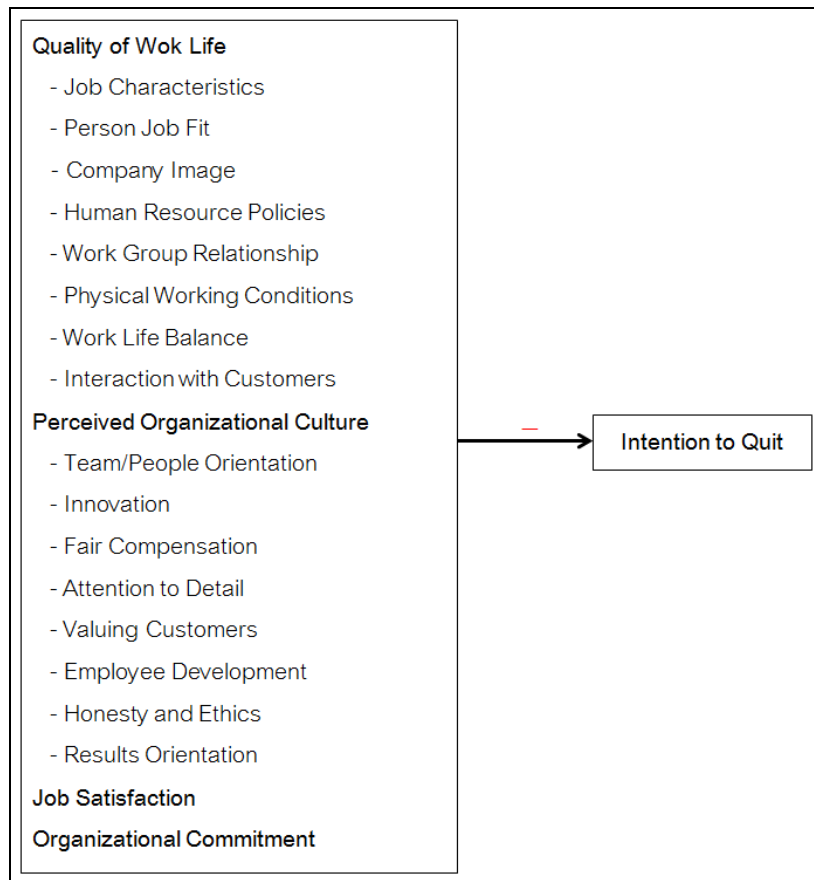 Quality of Wok Life
- Job Characteristics
- Person Job Fit
- Company Image
- Human Resource Policies
- Work Group Relationship
- Physical Working Conditions
- Work Life Balance
- Interaction with Customers
Perceived Organizational Culture
- Team/People Orientation
- Innovation
- Fair Compensation
- Attention to Detail
- Valuing Customers
- Employee Development
- Honesty and Ethics
- Results Orientation
Job Satisfaction
Organizational Commitment
–
Intention to Quit